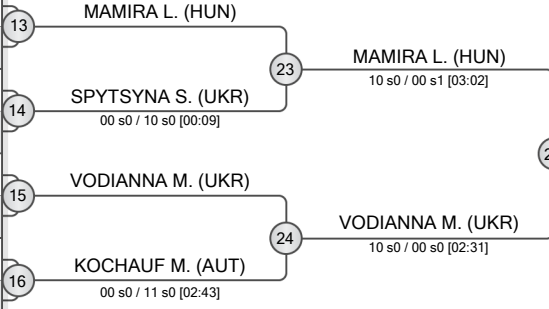 13
MAMIRA L. (HUN)
23
MAMIRA L. (HUN)
10 s0 / 00 s1 [03:02]
14
SPYTSYNA S. (UKR)
00 s0 / 10 s0 [00:09]
15
VODIANNA M. (UKR)
24
VODIANNA M. (UKR)
10 s0 / 00 s0 [02:31]
16
KOCHAUF M. (AUT)
00 s0 / 11 s0 [02:43]